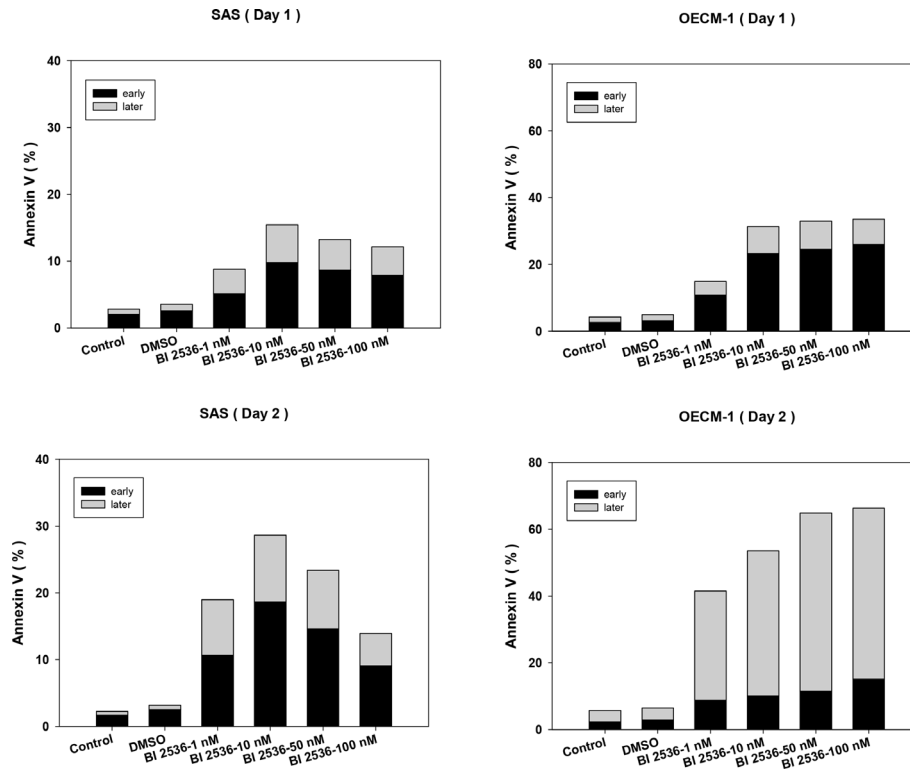 SAS ( Day 1 )
Annexin V ( % )
40
30
20
10
0
early
later
Control
DMSO
BI 2536-1 nM
BI 2536-10 nM
BI 2536-50 nM
BI 2536-100 nM
OECM-1 ( Day 1 )
Annexin V ( % )
80
60
40
20
0
early
later
Control
DMSO
BI 2536-1 nM
BI 2536-10 nM
BI 2536-50 nM
BI 2536-100 nM
SAS ( Day 2 )
Annexin V ( % )
40
30
20
10
0
early
later
Control
DMSO
BI 2536-1 nM
BI 2536-10 nM
BI 2536-50 nM
BI 2536-100 nM
OECM-1 ( Day 2 )
Annexin V ( % )
80
60
40
20
0
early
later
Control
DMSO
BI 2536-1 nM
BI 2536-10 nM
BI 2536-50 nM
BI 2536-100 nM